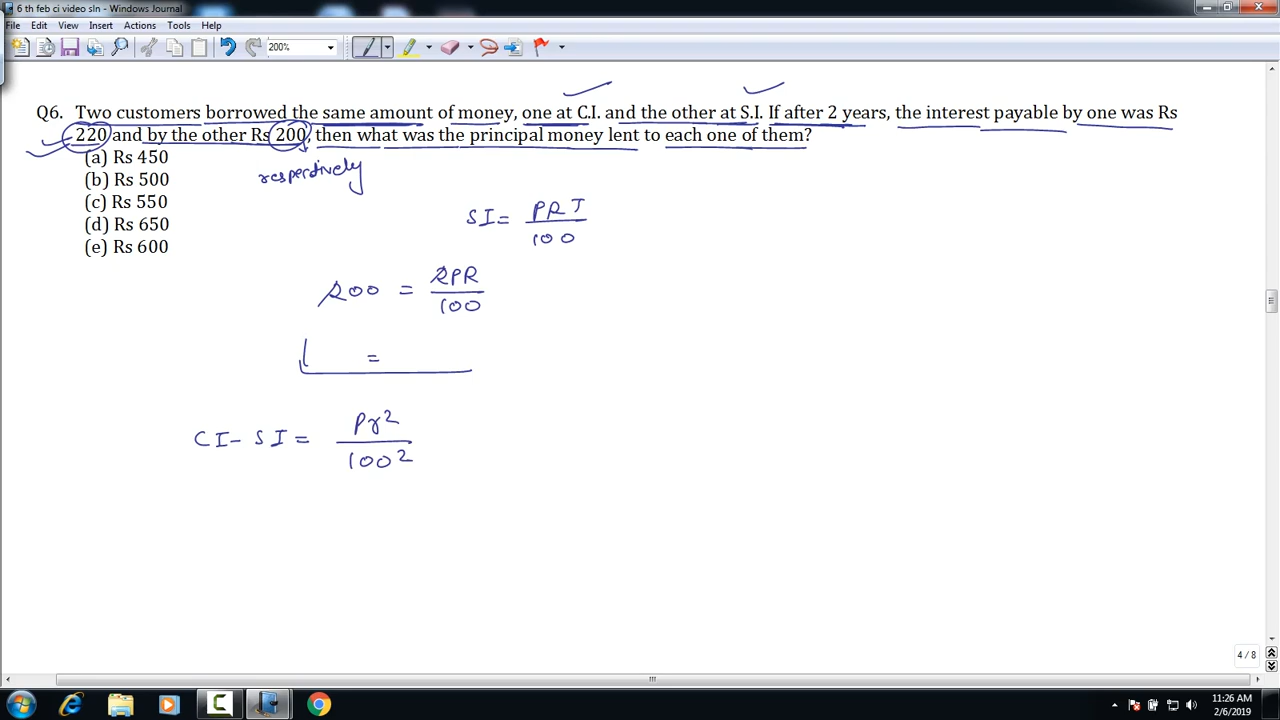 6 th feb ci video sln - Windows Journal
File Edit View Insert Actions Tools Help
200%
Q6. Two customers borrowed the same amount of money, one at C.I. and the other at S.I. If after 2 years, the interest payable by one was Rs
220 and by the other Rs 200, then what was the principal money lent to each one of them?
(a) Rs 450
respectively
(b) Rs 500
(c) Rs 550
(d) Rs 650
(e) Rs 600
SI = PRT
100
200 = 2PR
100
=
CI - SI = Pr²
100²
4 / 8
11:26 AM
2/6/2019